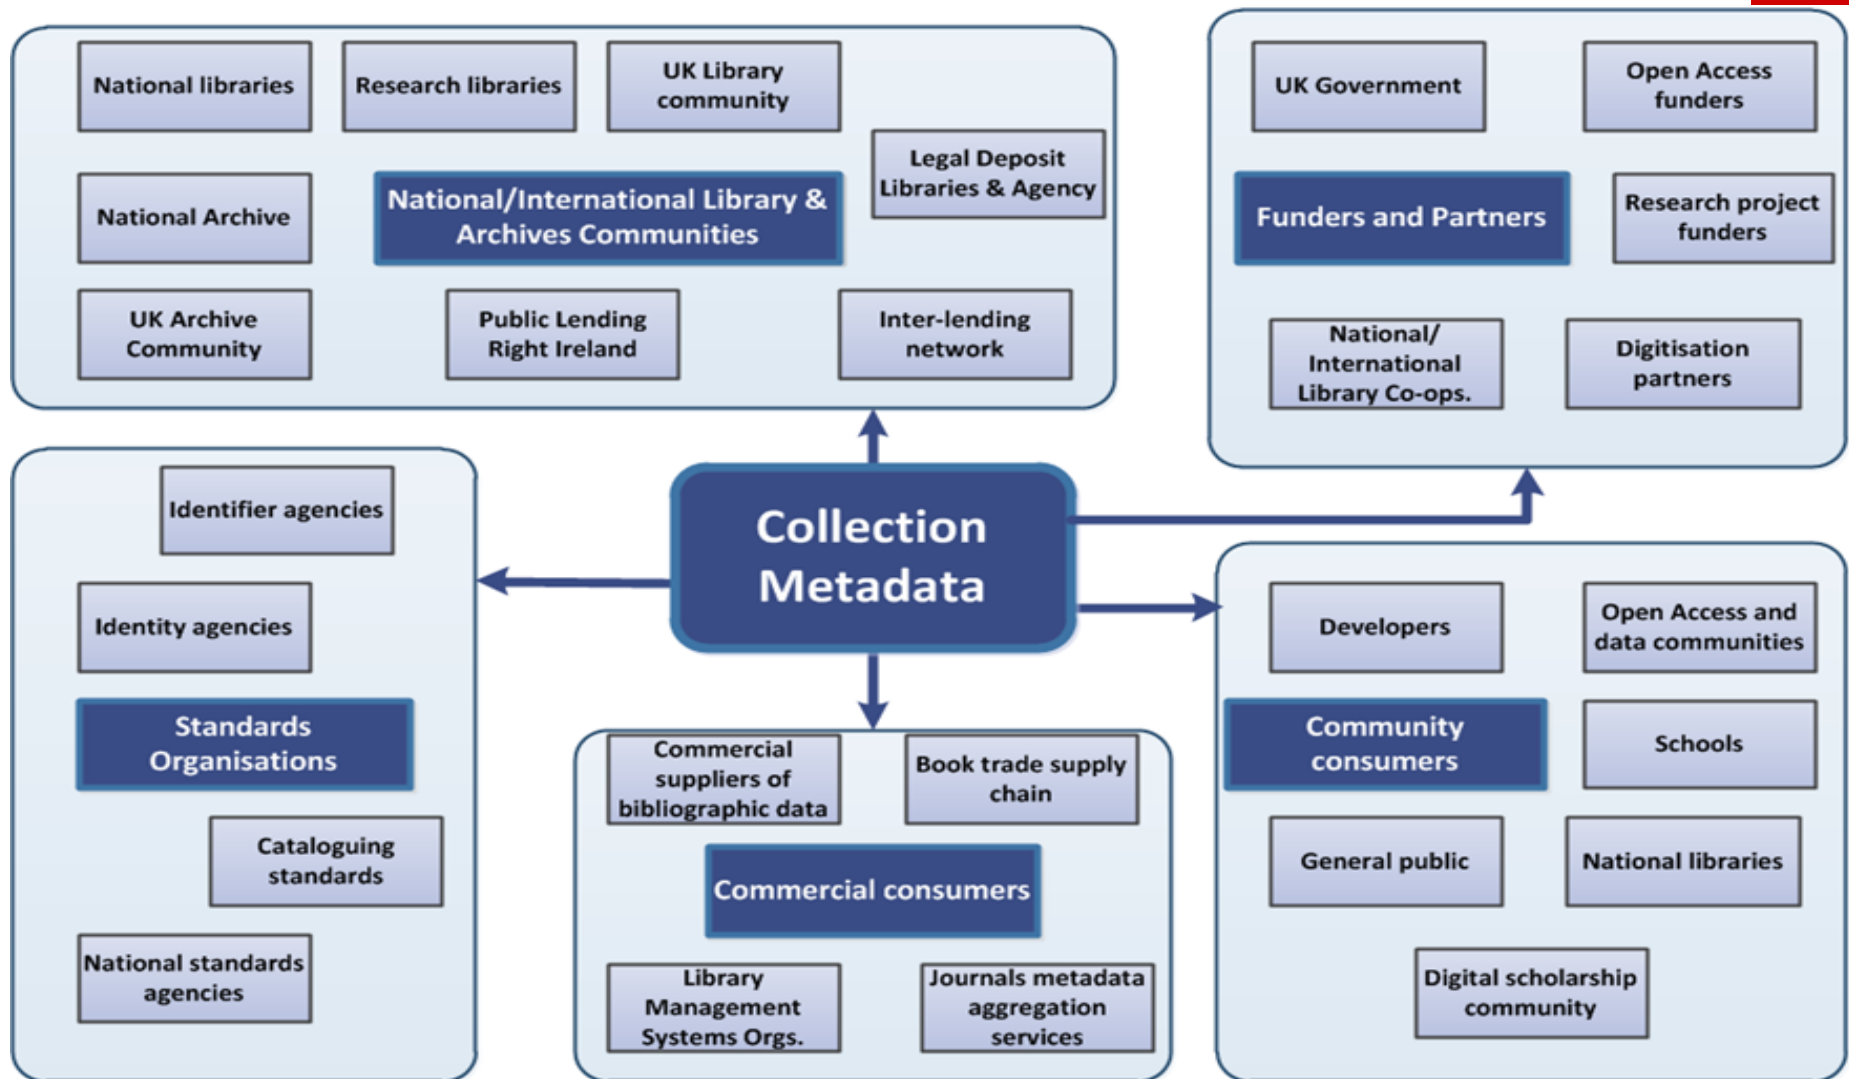 National libraries
Research libraries
UK Library
community
Legal Deposit
Libraries & Agency
National Archive
National/International Library &
Archives Communities
UK Archive
Community
Public Lending
Right Ireland
Inter-lending
network
UK Government
Open Access
funders
Funders and Partners
Research project
funders
National/
International
Library Co-ops.
Digitisation
partners
Collection
Metadata
Identifier agencies
Identity agencies
Standards
Organisations
Cataloguing
standards
National standards
agencies
Commercial
suppliers of
bibliographic data
Book trade supply
chain
Commercial consumers
Library
Management
Systems Orgs.
Journals metadata
aggregation
services
Developers
Open Access and
data communities
Community
consumers
Schools
General public
National libraries
Digital scholarship
community